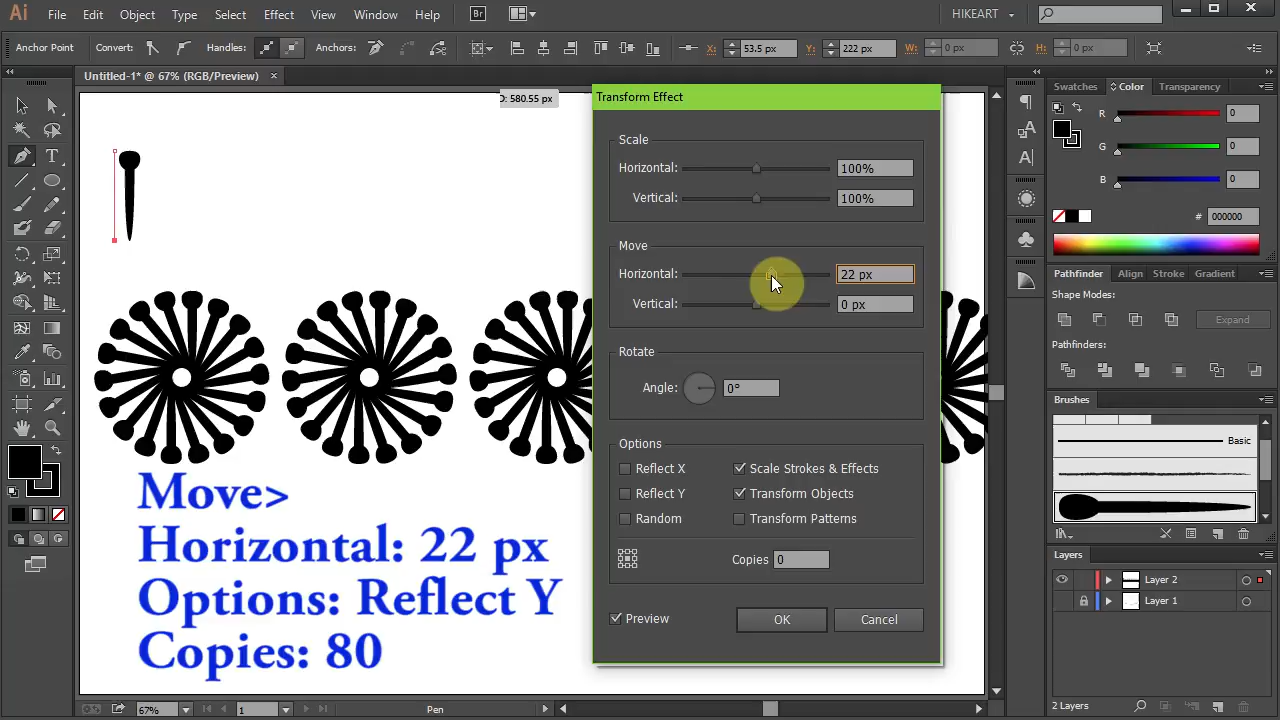 Ai File Edit Object Type Select Effect View Window Help Br HIKEART
Anchor Point Convert: Handles: Anchors: X: 53.5 px Y: 222 px W: 0 px H: 0 px
Untitled-1* @ 67% (RGB/Preview)
D: 580.55 px
Transform Effect
Scale
Horizontal: 100%
Vertical: 100%
Move
Horizontal: 22 px
Vertical: 0 px
Rotate
Angle: 0°
Options
Reflect X Scale Strokes & Effects
Reflect Y Transform Objects
Random Transform Patterns
Copies 0
Preview OK Cancel
Move>
Horizontal: 22 px
Options: Reflect Y
Copies: 80
Swatches Color Transparency
R 0
G 0
B 0
# 000000
Pathfinder Align Stroke Gradient
Shape Modes:
Expand
Pathfinders:
Brushes
Basic
Layers
Layer 2
Layer 1
2 Layers
67% 1 Pen